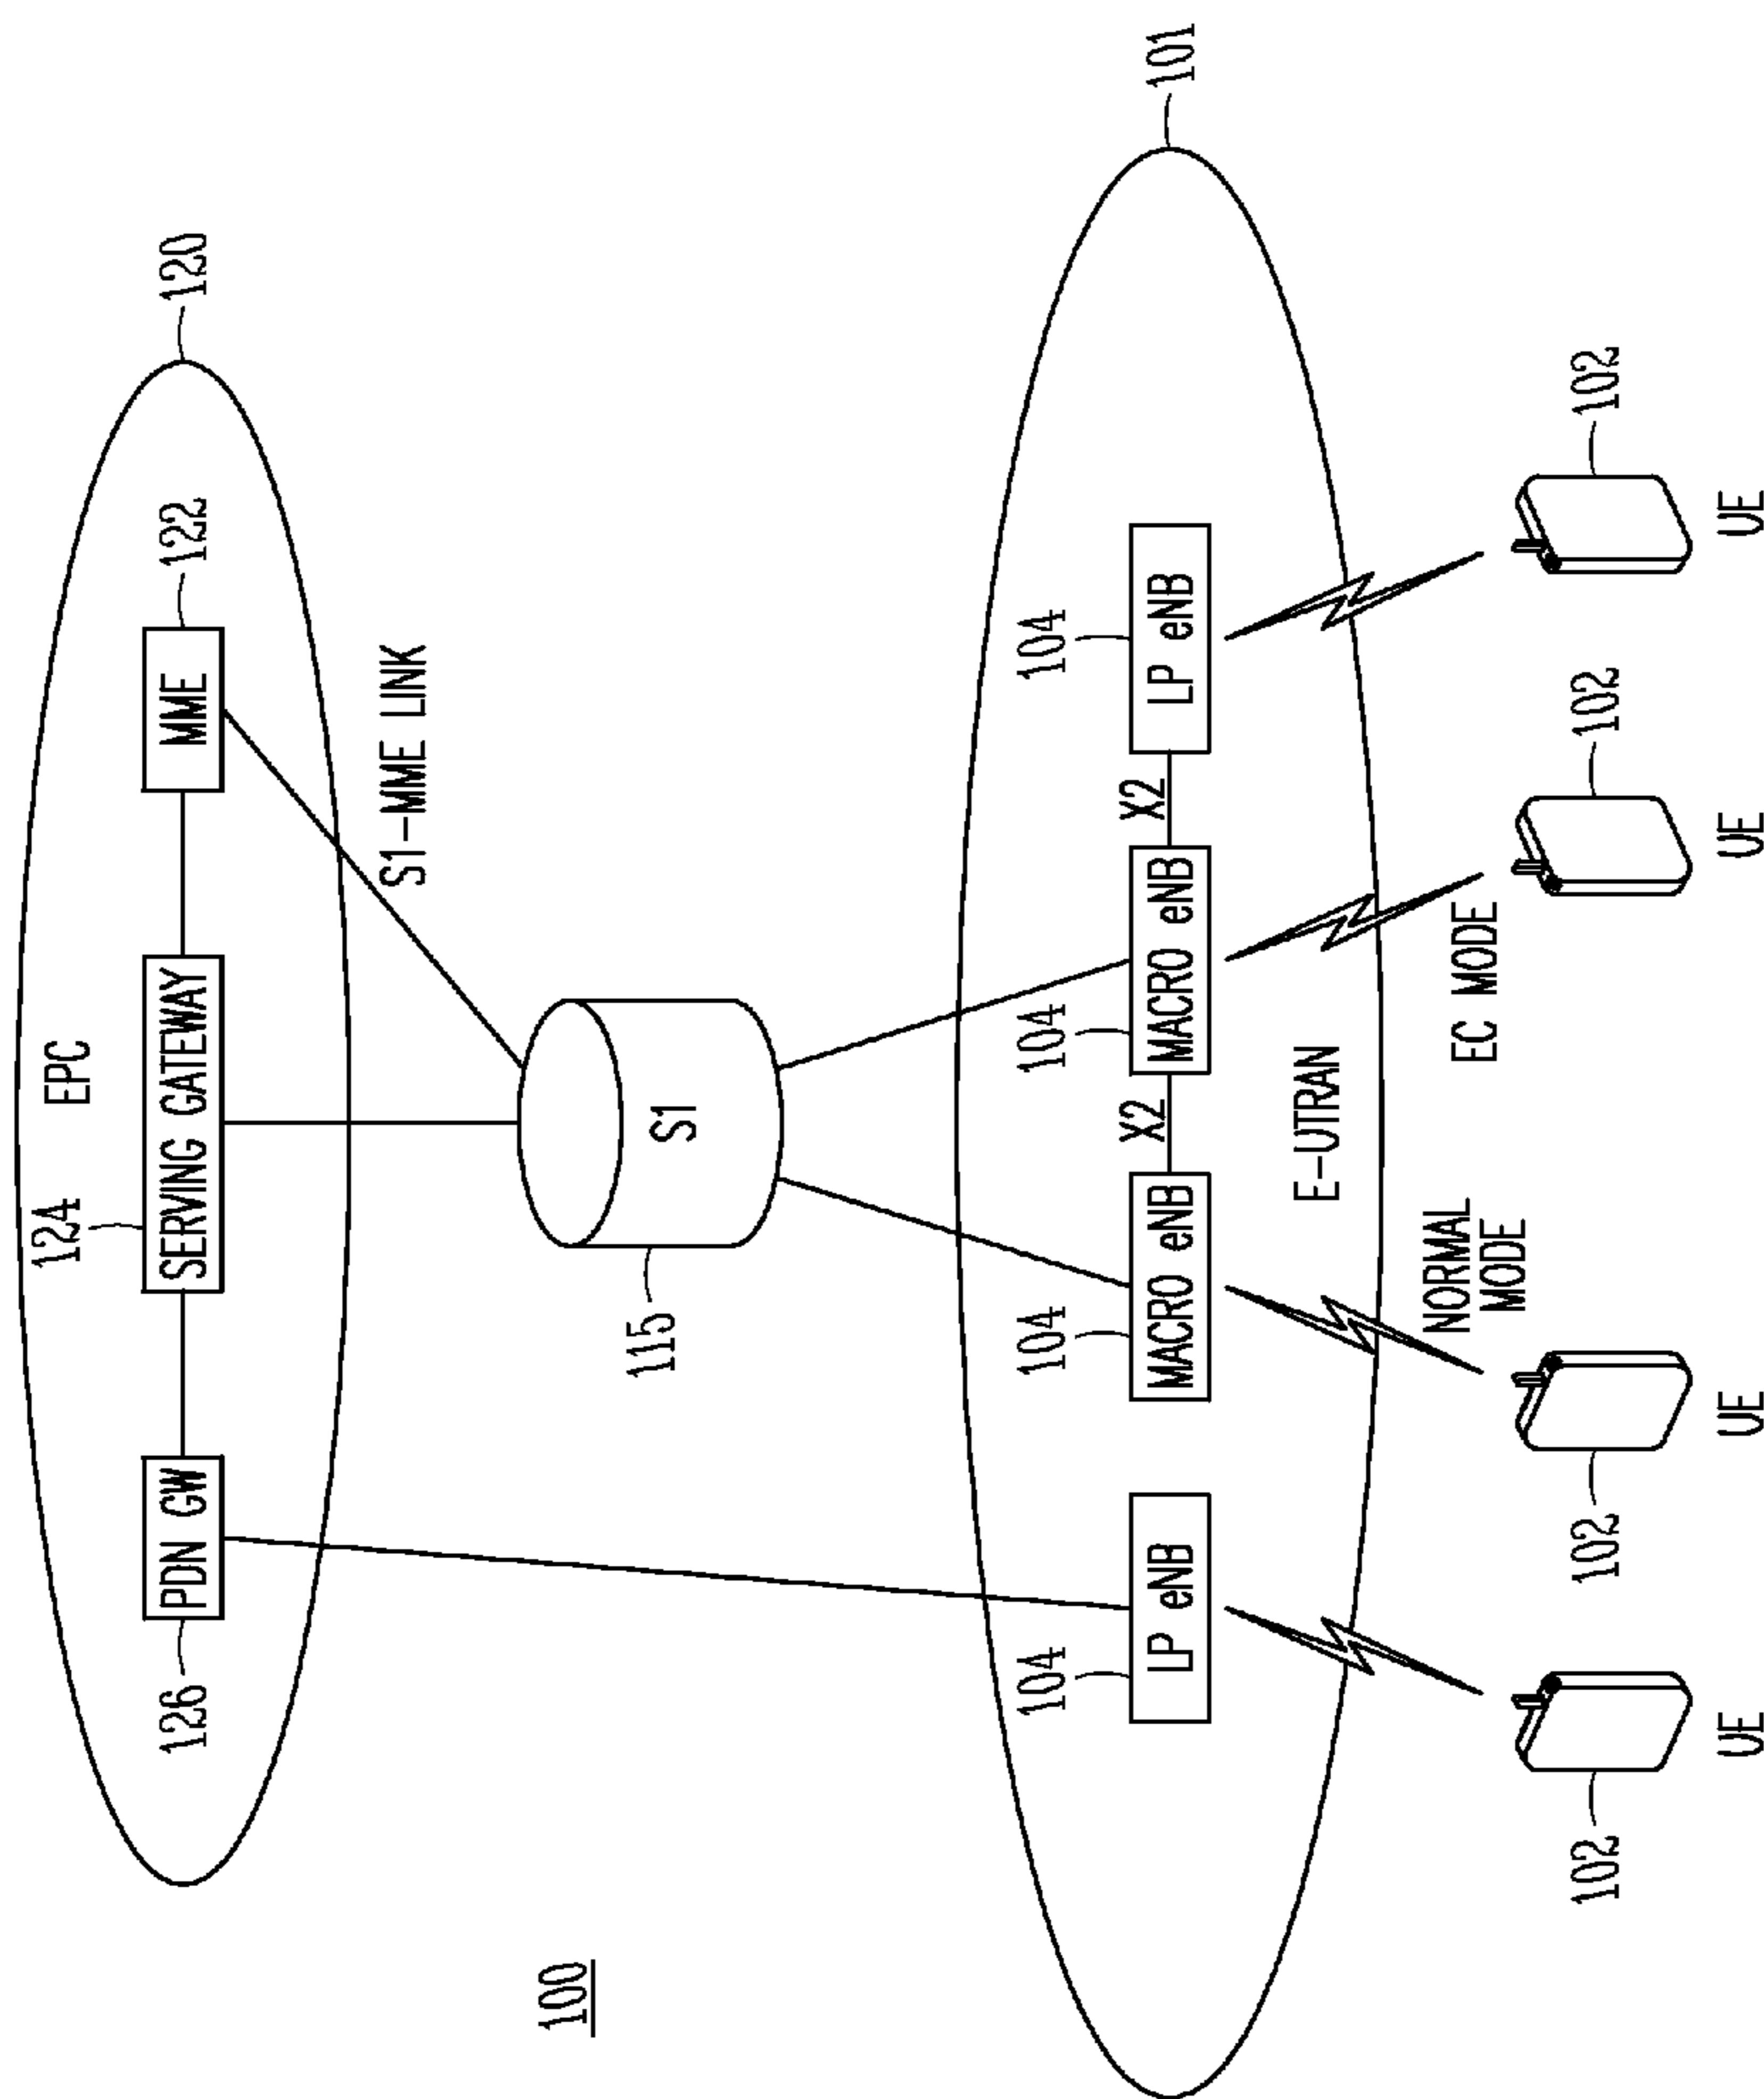 100
120
EPC
126
124
122
PDN GW
SERVING GATEWAY
MME
S1-MME LINK
S1
115
101
104
104
104
104
LP eNB
MACRO eNB
X2
MACRO eNB
X2
LP eNB
E-UTRAN
NORMAL
MODE
EC MODE
102
102
102
102
UE
UE
UE
UE